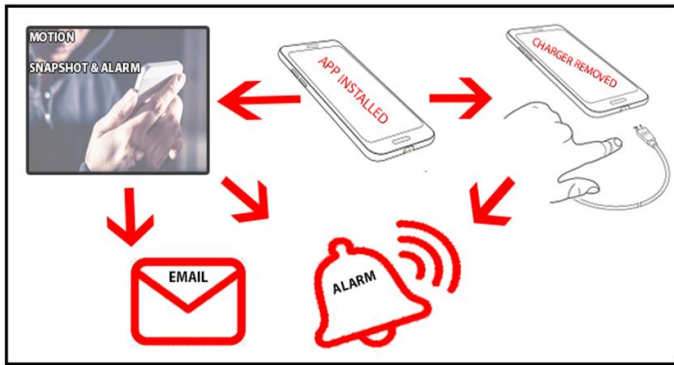 MOTION
SNAPSHOT & ALARM
APP INSTALLED
CHARGER REMOVED
EMAIL
ALARM